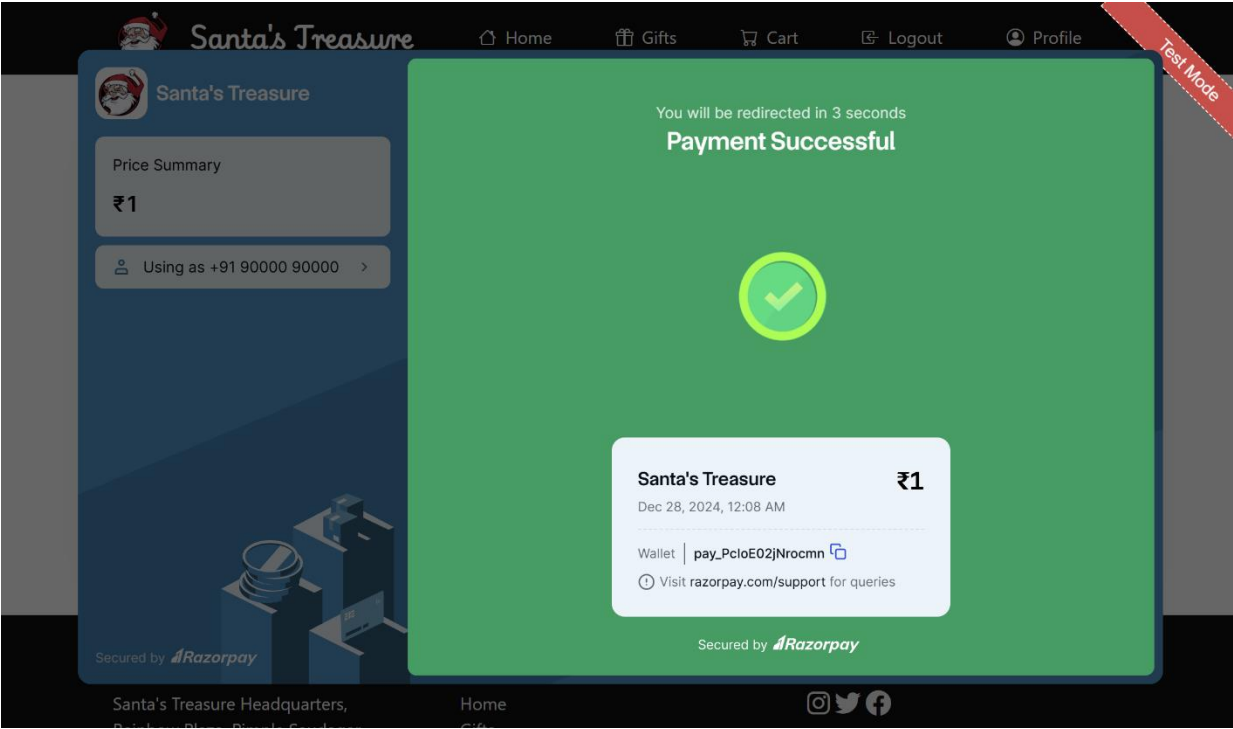 Santa's Treasure
Home
Gifts
Cart
Logout
Profile
Test Mode
Santa's Treasure
Price Summary
₹1
Using as +91 90000 90000
Secured by Razorpay
You will be redirected in 3 seconds
Payment Successful
Santa's Treasure ₹1
Dec 28, 2024, 12:08 AM
Wallet pay_PcIoE02jNrocmn
Visit razorpay.com/support for queries
Secured by Razorpay
Santa's Treasure Headquarters,
Home